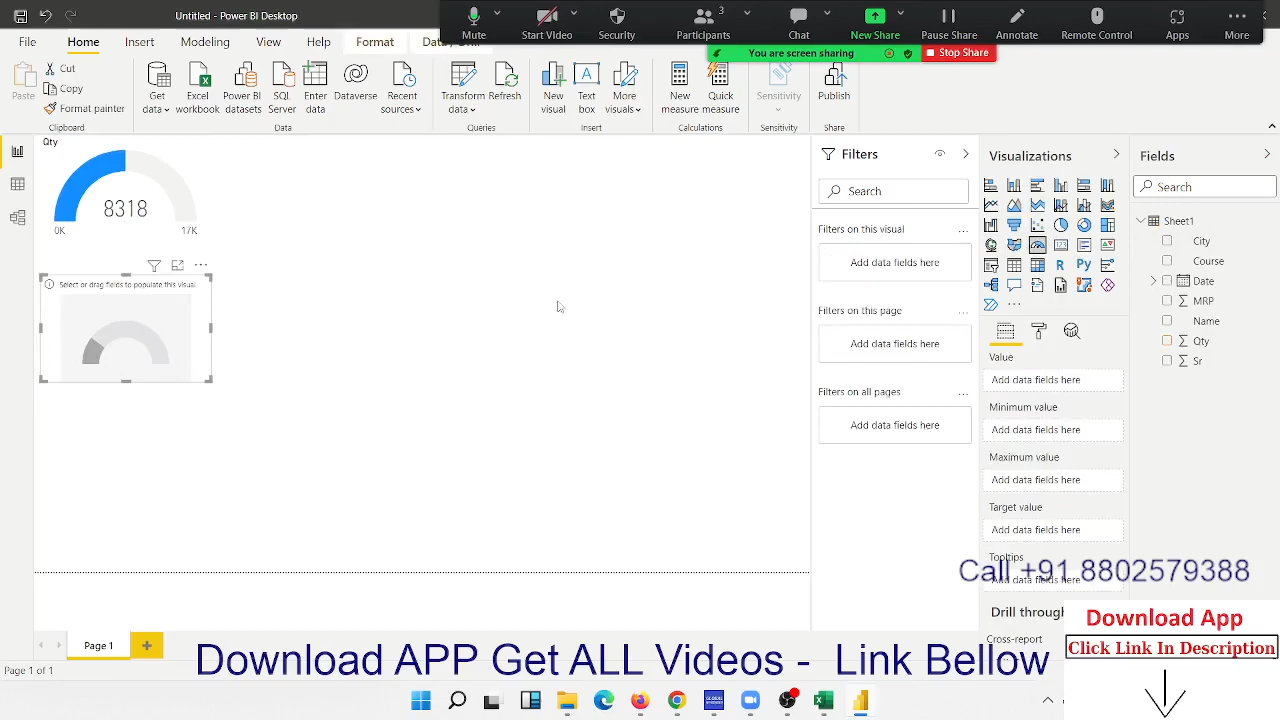 Untitled - Power BI Desktop
Mute
Start Video
Security
Participants
3
Chat
New Share
Pause Share
Annotate
Remote Control
Apps
More
You are screen sharing
Stop Share
File
Home
Insert
Modeling
View
Help
Format
Paste
Cut
Copy
Format painter
Clipboard
Get data
Excel workbook
Power BI datasets
SQL Server
Enter data
Dataverse
Recent sources
Data
Transform data
Refresh
Queries
New visual
Text box
More visuals
Insert
New measure
Quick measure
Calculations
Sensitivity
Sensitivity
Publish
Share
Qty
8318
0K
17K
Select or drag fields to populate this visual
Filters
Search
Filters on this visual
Add data fields here
Filters on this page
Add data fields here
Filters on all pages
Add data fields here
Visualizations
R
Py
Value
Add data fields here
Minimum value
Add data fields here
Maximum value
Add data fields here
Target value
Add data fields here
Tooltips
Add data fields here
Drill through
Cross-report
Fields
Search
Sheet1
City
Course
Date
MRP
Name
Qty
Sr
Call +91 8802579388
Download App
Click Link In Description
Page 1
Download APP Get ALL Videos - Link Bellow
Page 1 of 1